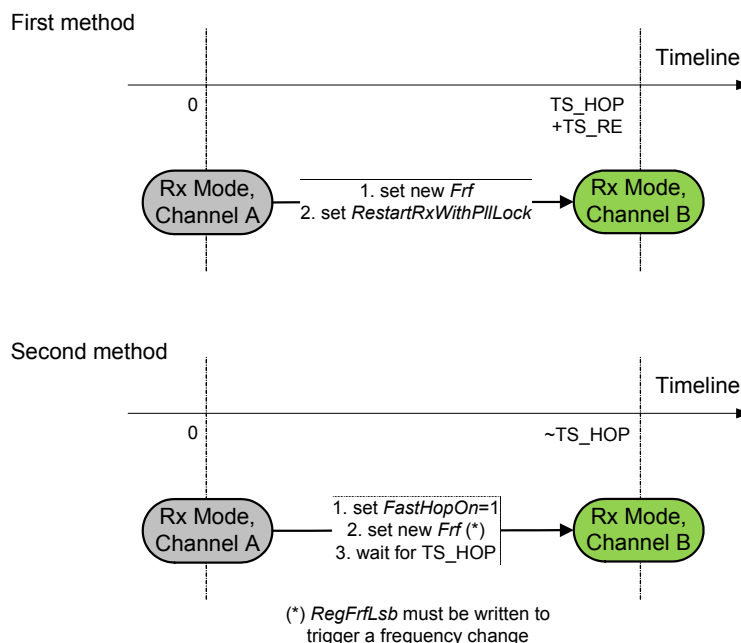 First method
Timeline
0
TS_HOP
+TS_RE
Rx Mode,
Channel A
1. set new Frf
2. set RestartRxWithPllLock
Rx Mode,
Channel B
Second method
Timeline
0
~TS_HOP
Rx Mode,
Channel A
1. set FastHopOn=1
2. set new Frf (*)
3. wait for TS_HOP
Rx Mode,
Channel B
(*) RegFrfLsb must be written to
trigger a frequency change